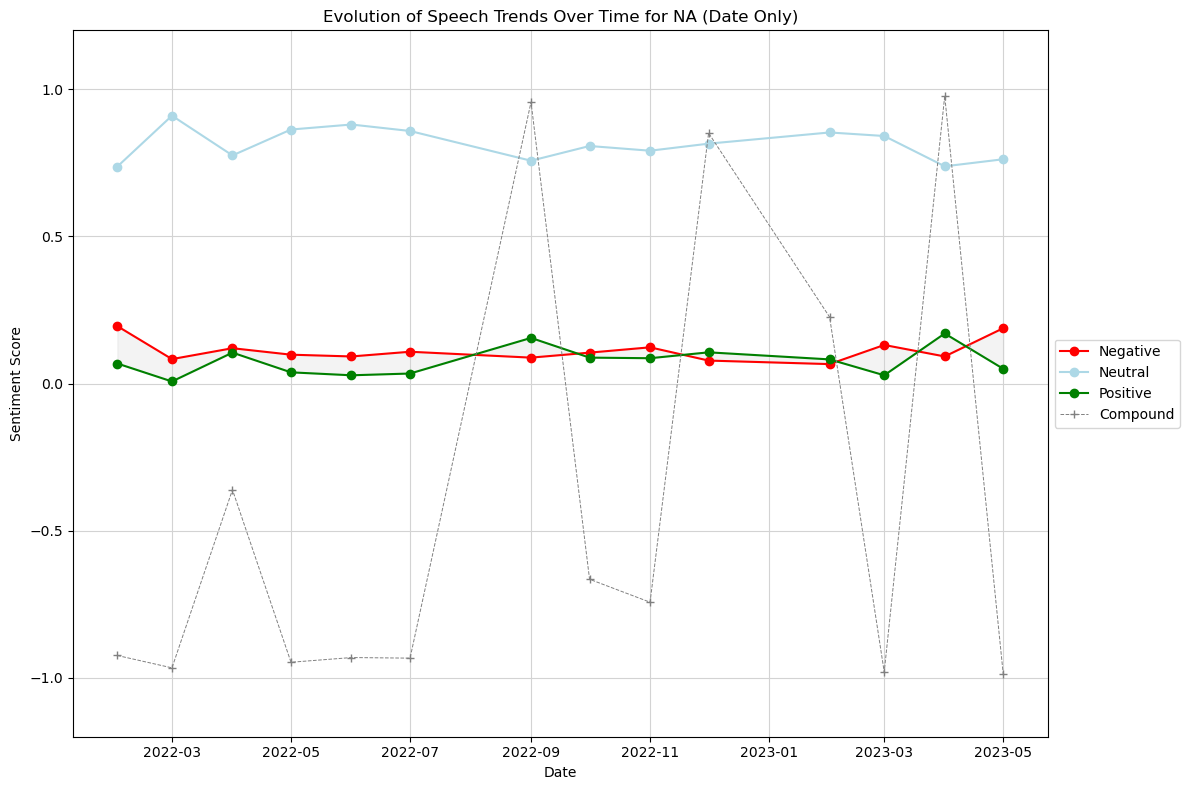 Evolution of Speech Trends Over Time for NA (Date Only)
1.0
0.5
0.0
−0.5
−1.0
Sentiment Score
2022-03
2022-05
2022-07
2022-09
2022-11
2023-01
2023-03
2023-05
Date
Negative
Neutral
Positive
Compound